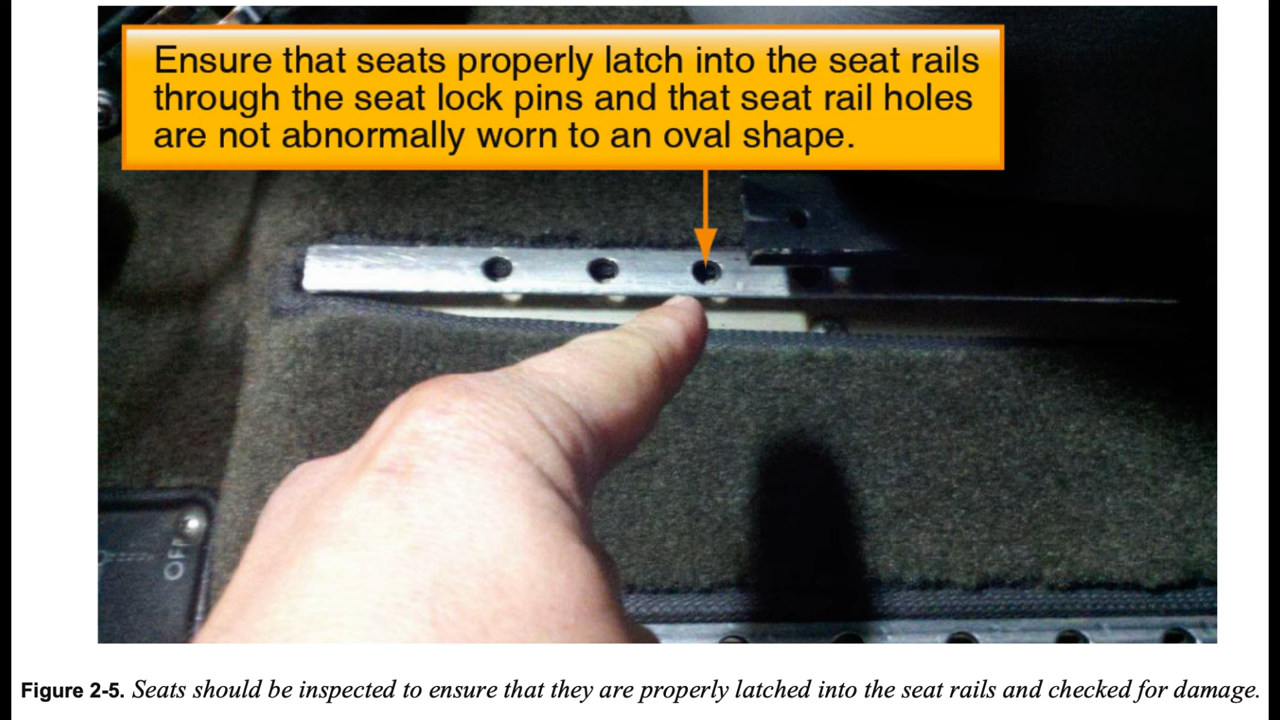 Ensure that seats properly latch into the seat rails
through the seat lock pins and that seat rail holes
are not abnormally worn to an oval shape.
OFF
Figure 2-5. Seats should be inspected to ensure that they are properly latched into the seat rails and checked for damage.